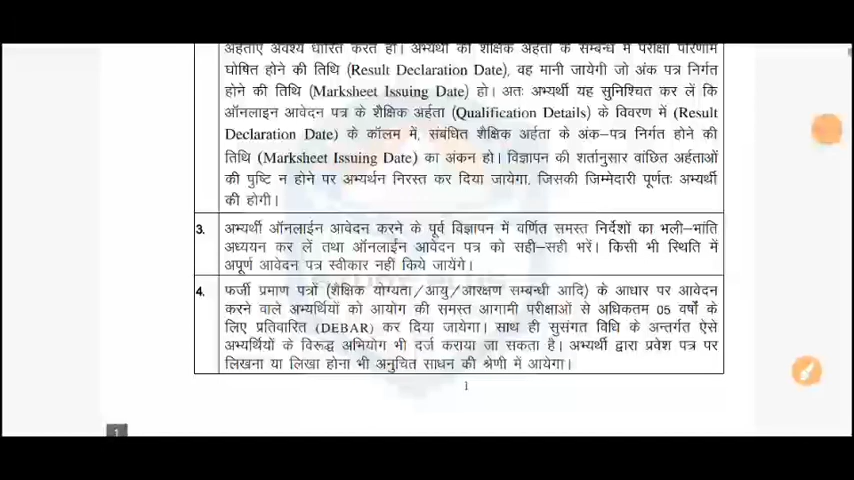 अर्हताएं अवश्य धारित करते हों। अभ्यर्थी की शैक्षिक अर्हता के सम्बन्ध में परीक्षा परिणाम
घोषित होने की तिथि (Result Declaration Date), वह मानी जायेगी जो अंक पत्र निर्गत
होने की तिथि (Marksheet Issuing Date) हो। अतः अभ्यर्थी यह सुनिश्चित कर लें कि
ऑनलाइन आवेदन पत्र के शैक्षिक अर्हता (Qualification Details) के विवरण में (Result
Declaration Date) के कॉलम में, संबंधित शैक्षिक अर्हता के अंक–पत्र निर्गत होने की
तिथि (Marksheet Issuing Date) का अंकन हो। विज्ञापन की शर्तानुसार वांछित अर्हताओं
की पुष्टि न होने पर अभ्यर्थन निरस्त कर दिया जायेगा, जिसकी जिम्मेदारी पूर्णतः अभ्यर्थी
की होगी।
3. अभ्यर्थी ऑनलाईन आवेदन करने के पूर्व विज्ञापन में वर्णित समस्त निर्देशों का भली–भांति
अध्ययन कर लें तथा ऑनलाईन आवेदन पत्र को सही–सही भरें। किसी भी स्थिति में
अपूर्ण आवेदन पत्र स्वीकार नहीं किये जायेंगे।
4. फर्जी प्रमाण पत्रों (शैक्षिक योग्यता/आयु/आरक्षण सम्बन्धी आदि) के आधार पर आवेदन
करने वाले अभ्यर्थियों को आयोग की समस्त आगामी परीक्षाओं से अधिकतम 05 वर्षों के
लिए प्रतिवारित (DEBAR) कर दिया जायेगा। साथ ही सुसंगत विधि के अन्तर्गत ऐसे
अभ्यर्थियों के विरूद्ध अभियोग भी दर्ज कराया जा सकता है। अभ्यर्थी द्वारा प्रवेश पत्र पर
लिखना या लिखा होना भी अनुचित साधन की श्रेणी में आयेगा।
1
1